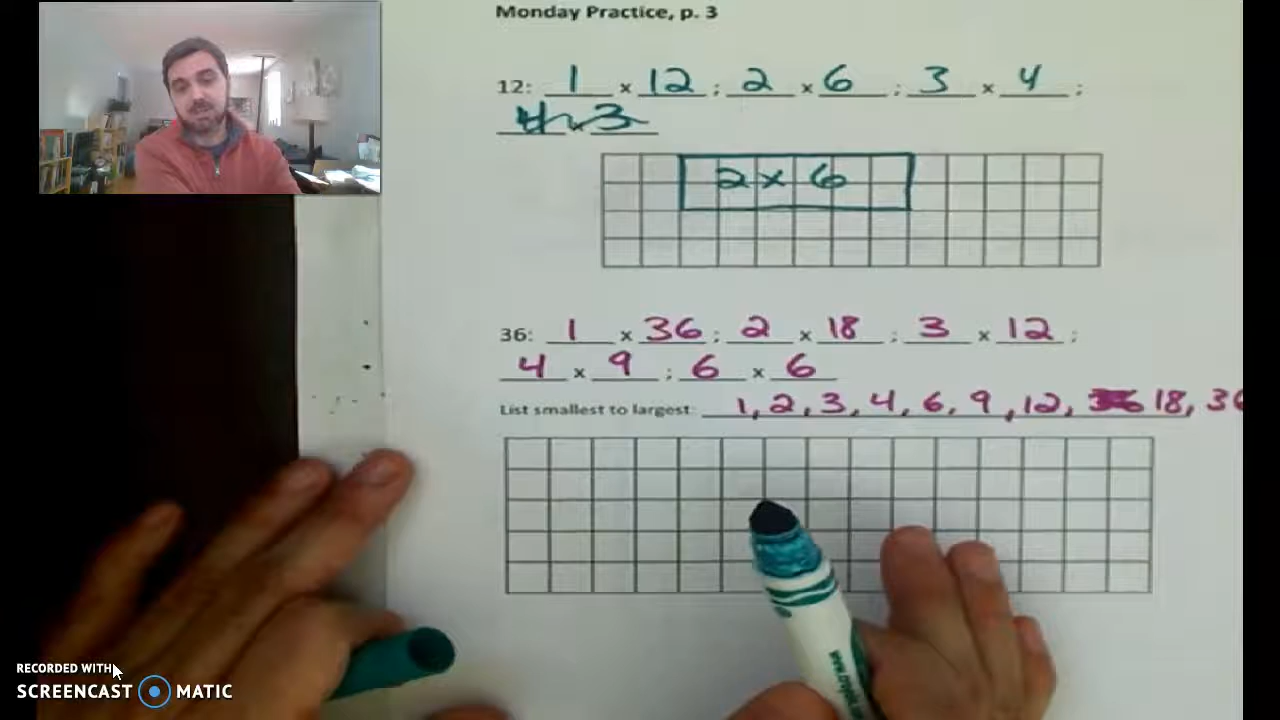 Monday Practice, p. 3
12: 1 x 12 ; 2 x 6 ; 3 x 4 ;
4 x 3
2 x 6
36: 1 x 36 ; 2 x 18 ; 3 x 12 ;
4 x 9 ; 6 x 6
List smallest to largest: 1, 2, 3, 4, 6, 9, 12, 36 18, 36
RECORDED WITH
SCREENCAST MATIC